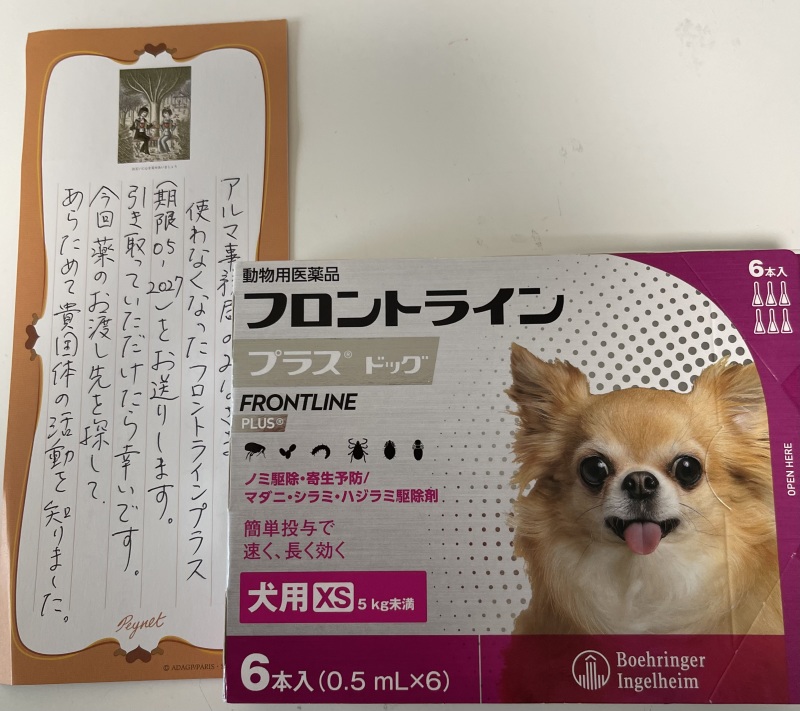 アルマ事務局のみなさま
使わなくなったフロントラインプラス
(期限05-2027)をお送りします。
引き取っていただけたら幸いです。
今回薬のお渡し先を探して、
あらためて貴団体の活動を知りました。
Peynet
© ADAGP/PARIS
動物用医薬品
フロントライン
プラス® ドッグ
FRONTLINE
PLUS®
ノミ駆除・寄生予防/
マダニ・シラミ・ハジラミ駆除剤
簡単投与で
速く、長く効く
犬用 XS 5 kg未満
6本入(0.5 mL×6)
6本入
OPEN HERE
Boehringer
Ingelheim